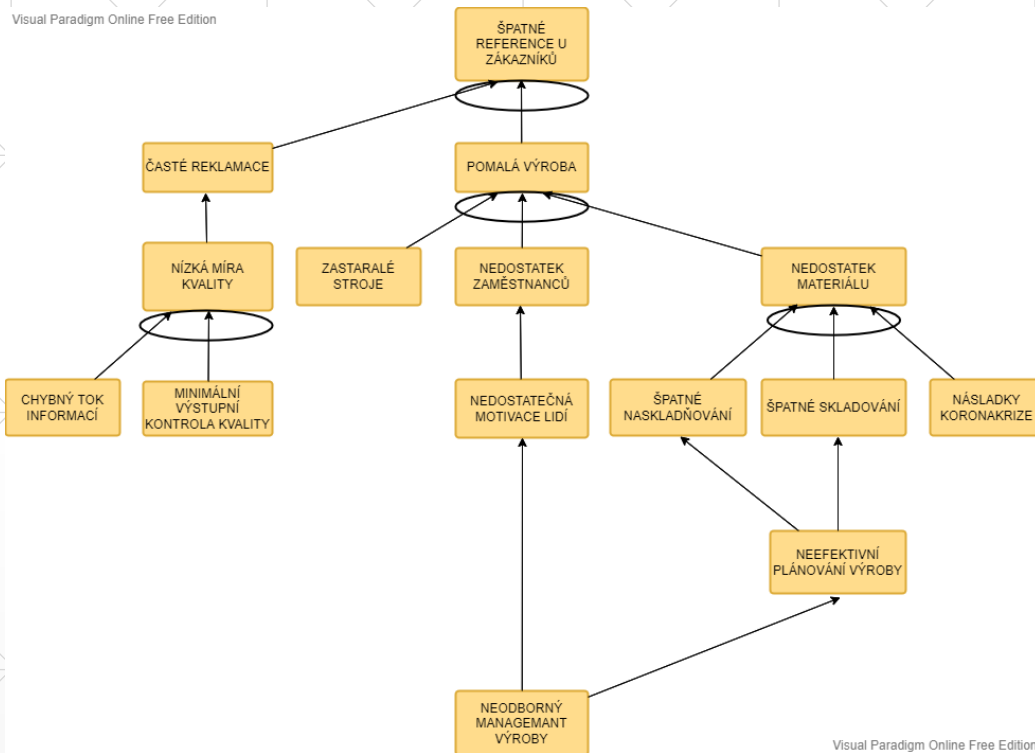 Visual Paradigm Online Free Edition
ŠPATNÉ
REFERENCE U
ZÁKAZNÍKŮ
ČASTÉ REKLAMACE
POMALÁ VÝROBA
NÍZKÁ MÍRA
KVALITY
ZASTARALÉ
STROJE
NEDOSTATEK
ZAMĚSTNANCŮ
NEDOSTATEK
MATERIÁLU
CHYBNÝ TOK
INFORMACÍ
MINIMÁLNÍ
VÝSTUPNÍ
KONTROLA KVALITY
NEDOSTATEČNÁ
MOTIVACE LIDÍ
ŠPATNÉ
NASKLADŇOVÁNÍ
ŠPATNÉ SKLADOVÁNÍ
NÁSLADKY
KORONAKRIZE
NEEFEKTIVNÍ
PLÁNOVÁNÍ VÝROBY
NEODBORNÝ
MANAGEMANT
VÝROBY
Visual Paradigm Online Free Edition